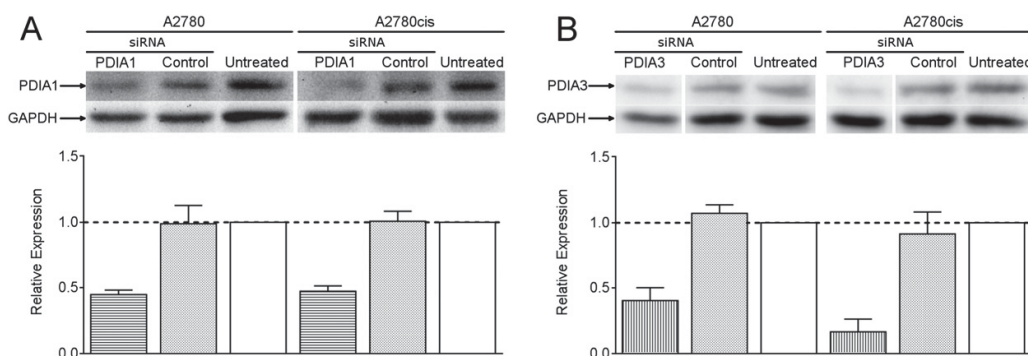 A
A2780 A2780cis
siRNA siRNA
PDIA1 Control Untreated PDIA1 Control Untreated
PDIA1
GAPDH
Relative Expression
1.5
1.0
0.5
0.0
B
A2780 A2780cis
siRNA siRNA
PDIA3 Control Untreated PDIA3 Control Untreated
PDIA3
GAPDH
Relative Expression
1.5
1.0
0.5
0.0